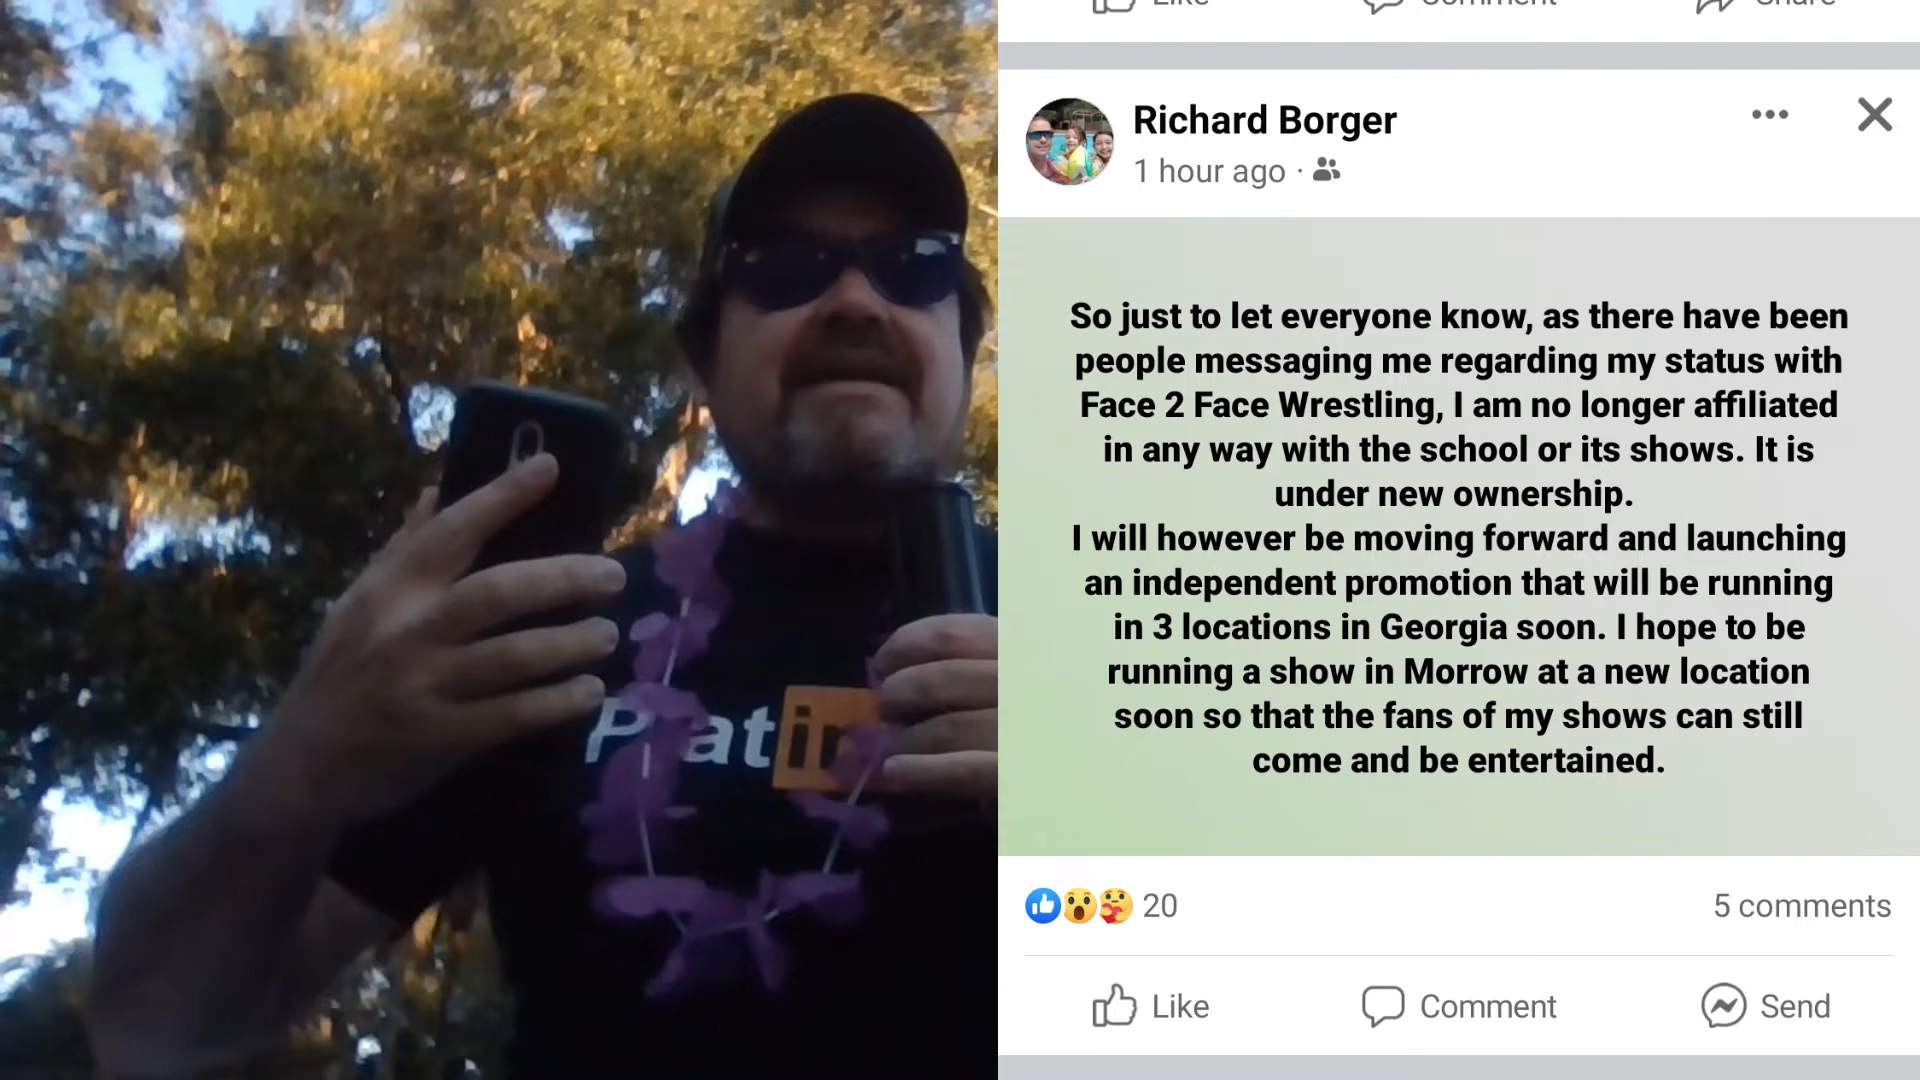 Like Comment Share
Richard Borger
1 hour ago ·
So just to let everyone know, as there have been
people messaging me regarding my status with
Face 2 Face Wrestling, I am no longer affiliated
in any way with the school or its shows. It is
under new ownership.
I will however be moving forward and launching
an independent promotion that will be running
in 3 locations in Georgia soon. I hope to be
running a show in Morrow at a new location
soon so that the fans of my shows can still
come and be entertained.
20
5 comments
Like Comment Send